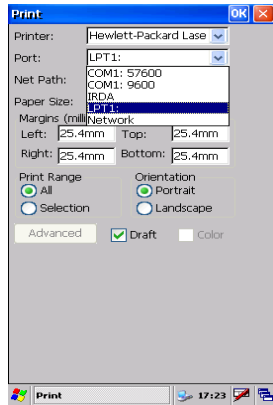 Print OK
Printer: Hewlett-Packard Lase
Port: LPT1:
COM1: 57600
COM1: 9600
IRDA
LPT1:
Network
Net Path:
Paper Size:
Margins (milli
Left: 25.4mm Top: 25.4mm
Right: 25.4mm Bottom: 25.4mm
Print Range Orientation
All Portrait
Selection Landscape
Advanced Draft Color
Print 17:23